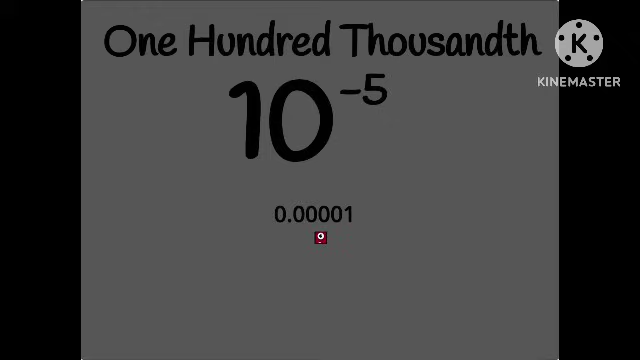 One Hundred Thousandth
10⁻⁵
K
KINEMASTER
0.00001